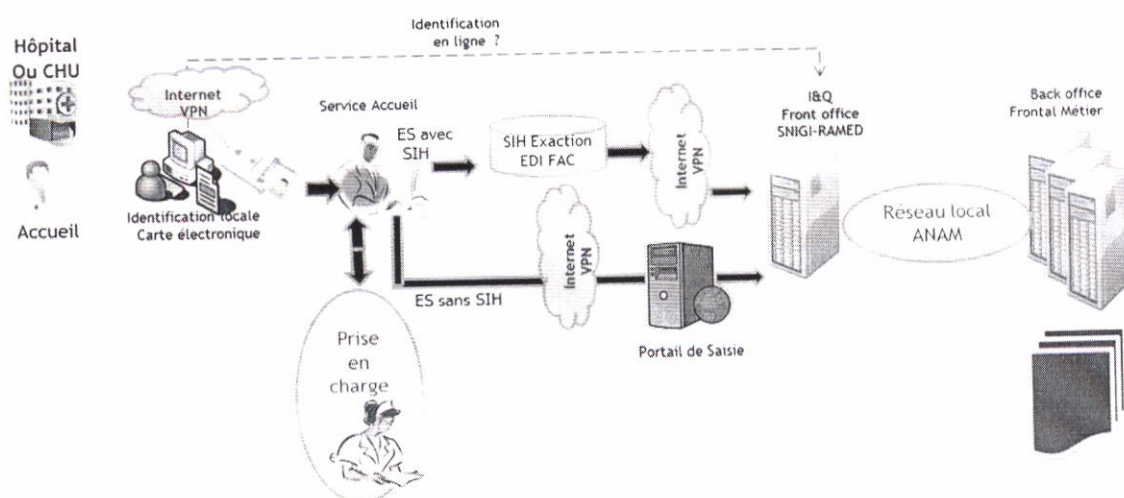 Identification
en ligne ?
Hôpital
Ou CHU
Internet
VPN
Accueil
Identification locale
Carte électronique
Service Accueil
ES avec
SIH
SIH Exaction
EDI FAC
Internet
VPN
I&Q
Front office
SNIGI-RAMED
Back office
Frontal Métier
Réseau local
ANAM
ES sans SIH
Internet
VPN
Portail de Saisie
Prise
en
charge